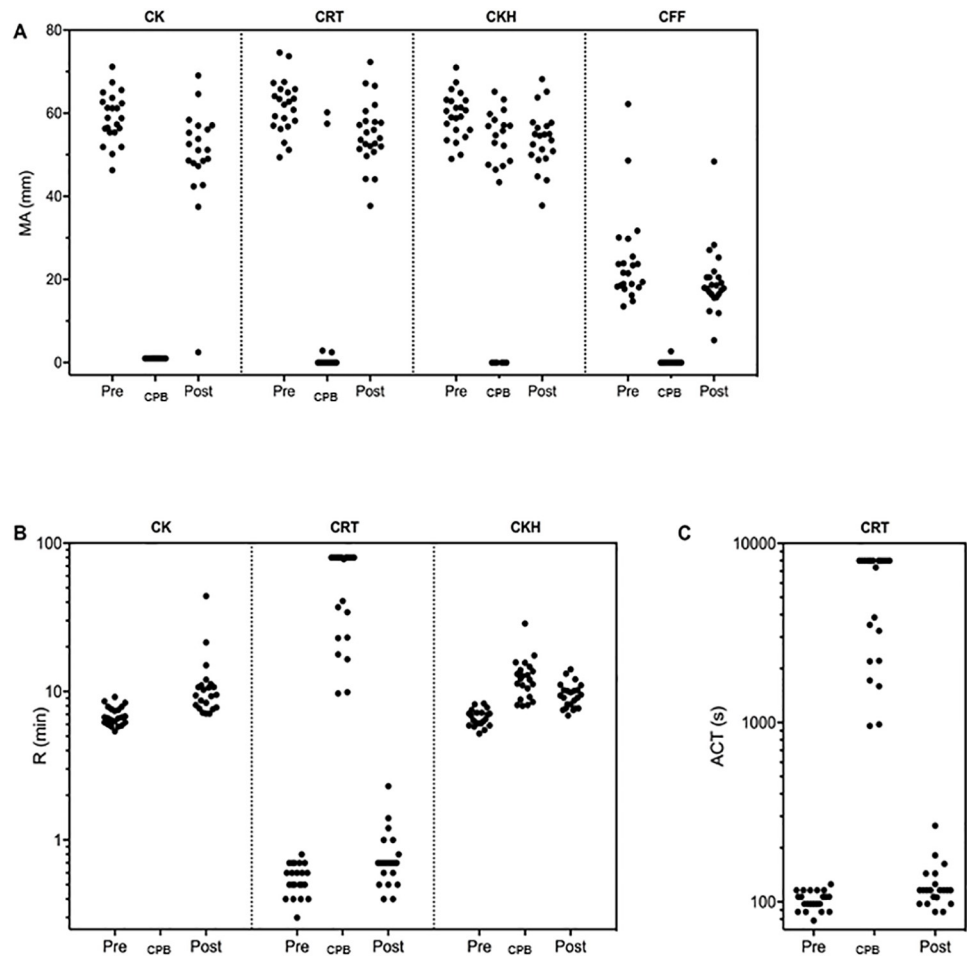 A
CK CRT CKH CFF
80
60
40
20
0
MA (mm)
Pre CPB Post Pre CPB Post Pre CPB Post Pre CPB Post
B
CK CRT CKH
100
10
1
R (min)
Pre CPB Post Pre CPB Post Pre CPB Post
C
CRT
10000
1000
100
ACT (s)
Pre CPB Post